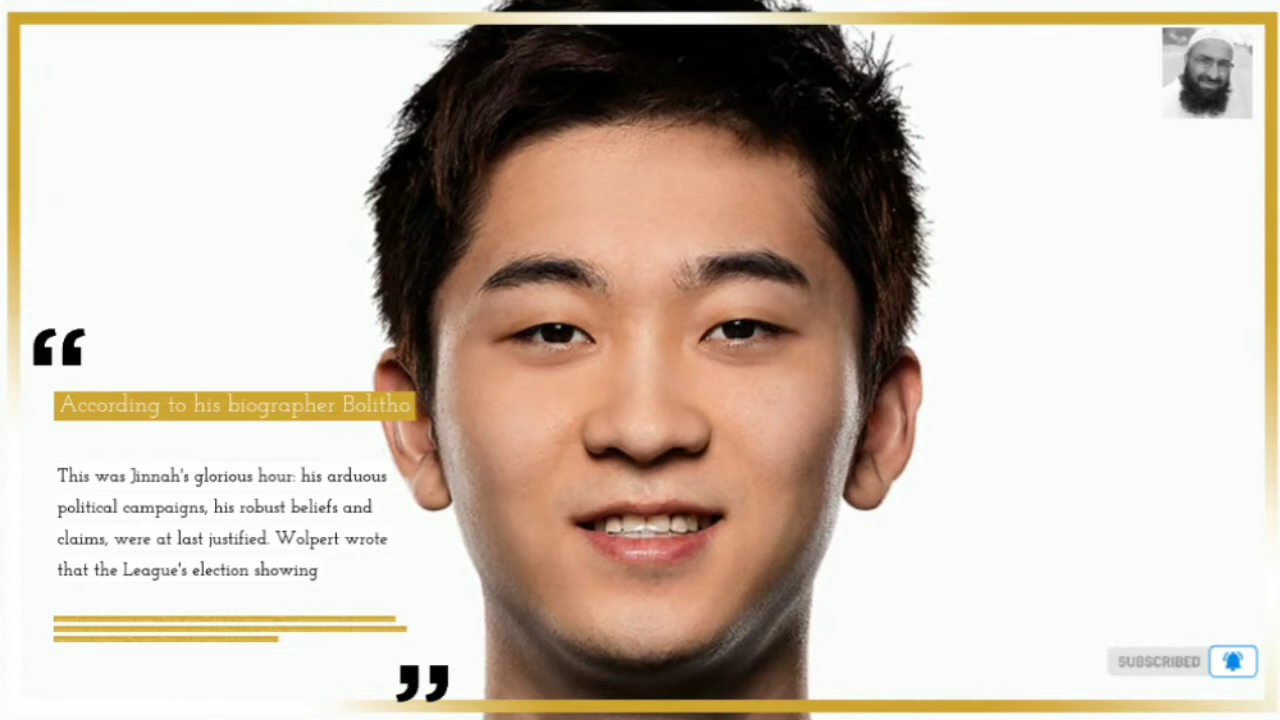 “
According to his biographer Bolitho
This was Jinnah's glorious hour: his arduous
political campaigns, his robust beliefs and
claims, were at last justified. Wolpert wrote
that the League's election showing
”
SUBSCRIBED